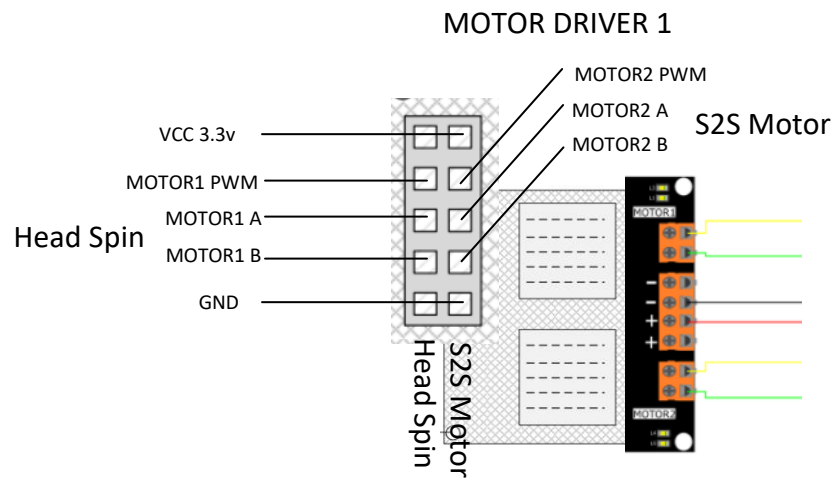 MOTOR DRIVER 1
MOTOR2 PWM
MOTOR2 A
MOTOR2 B
S2S Motor
VCC 3.3v
MOTOR1 PWM
MOTOR1 A
MOTOR1 B
GND
Head Spin
S2S Motor
Head Spin
MOTOR1
−
−
+
+
MOTOR2